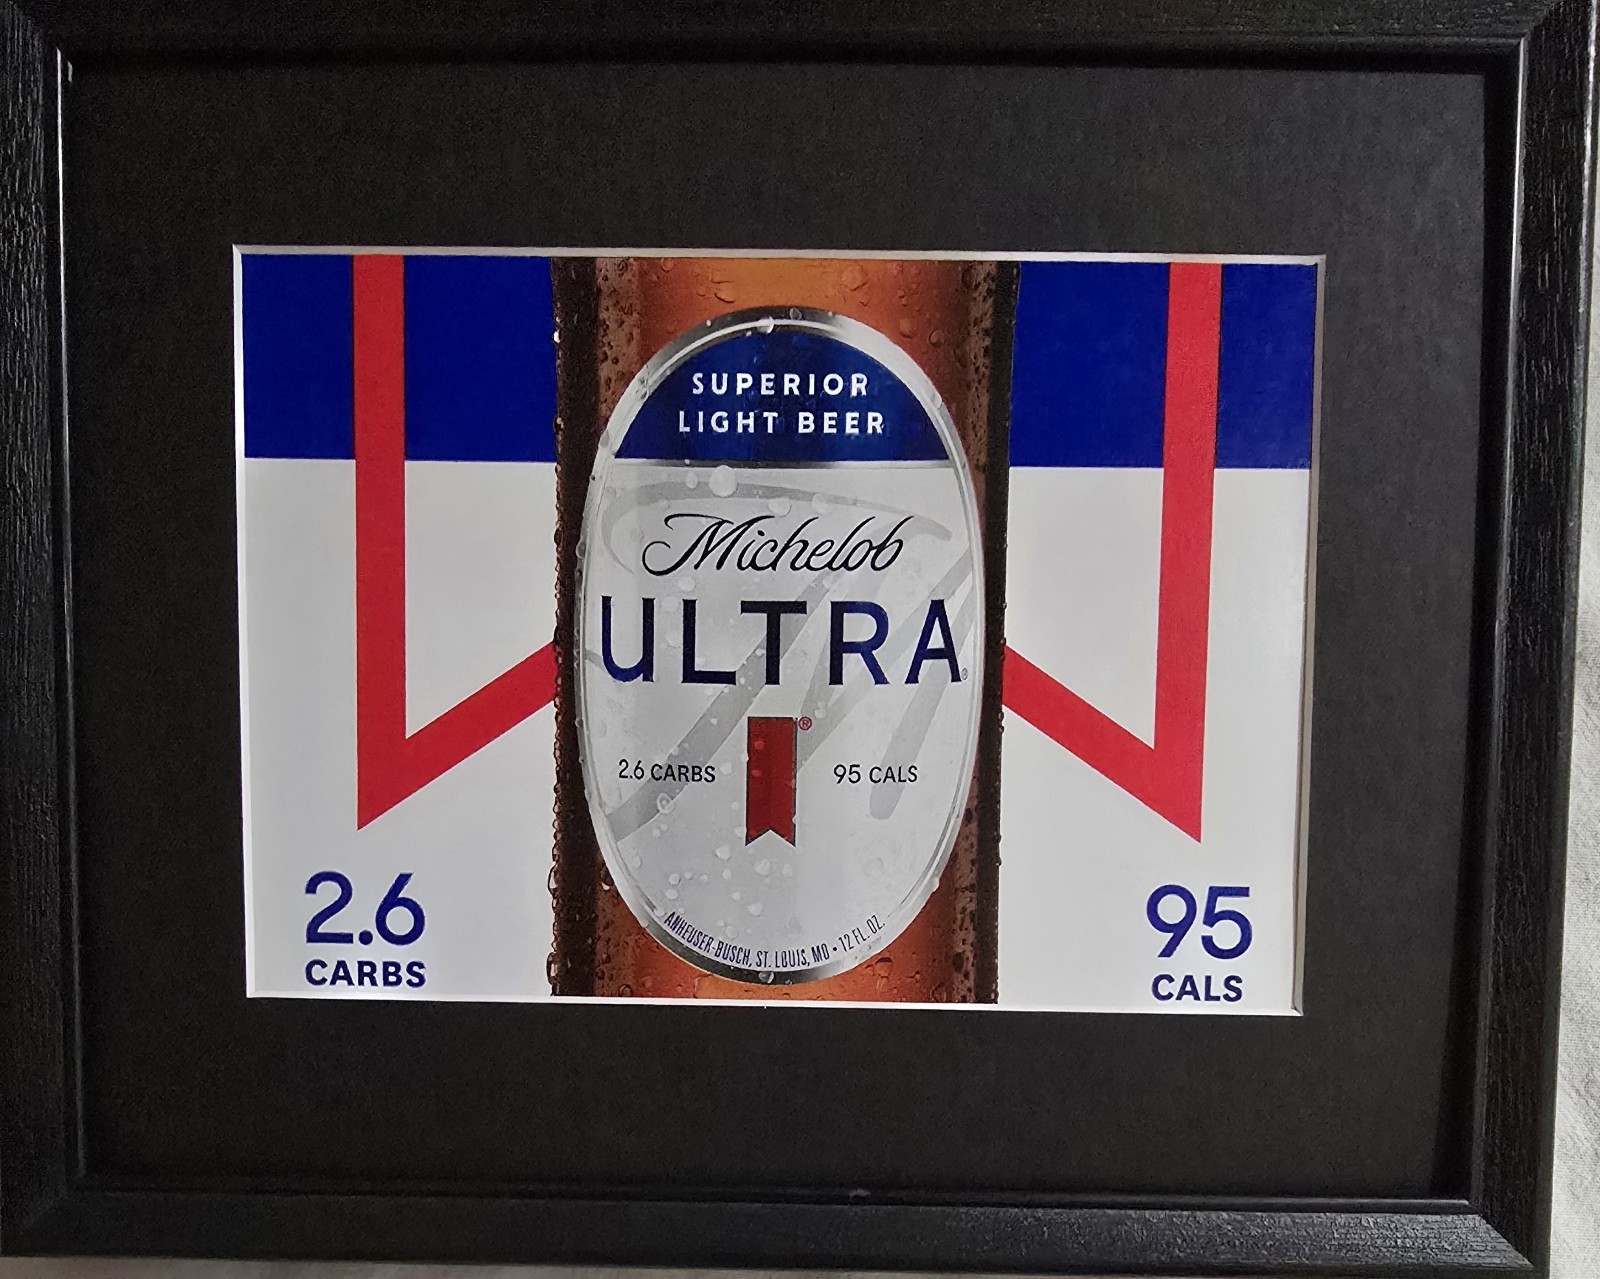 SUPERIOR
LIGHT BEER
Michelob
ULTRA®
®
2.6 CARBS
95 CALS
ANHEUSER-BUSCH, ST. LOUIS, MO • 12 FL. OZ.
2.6
CARBS
95
CALS